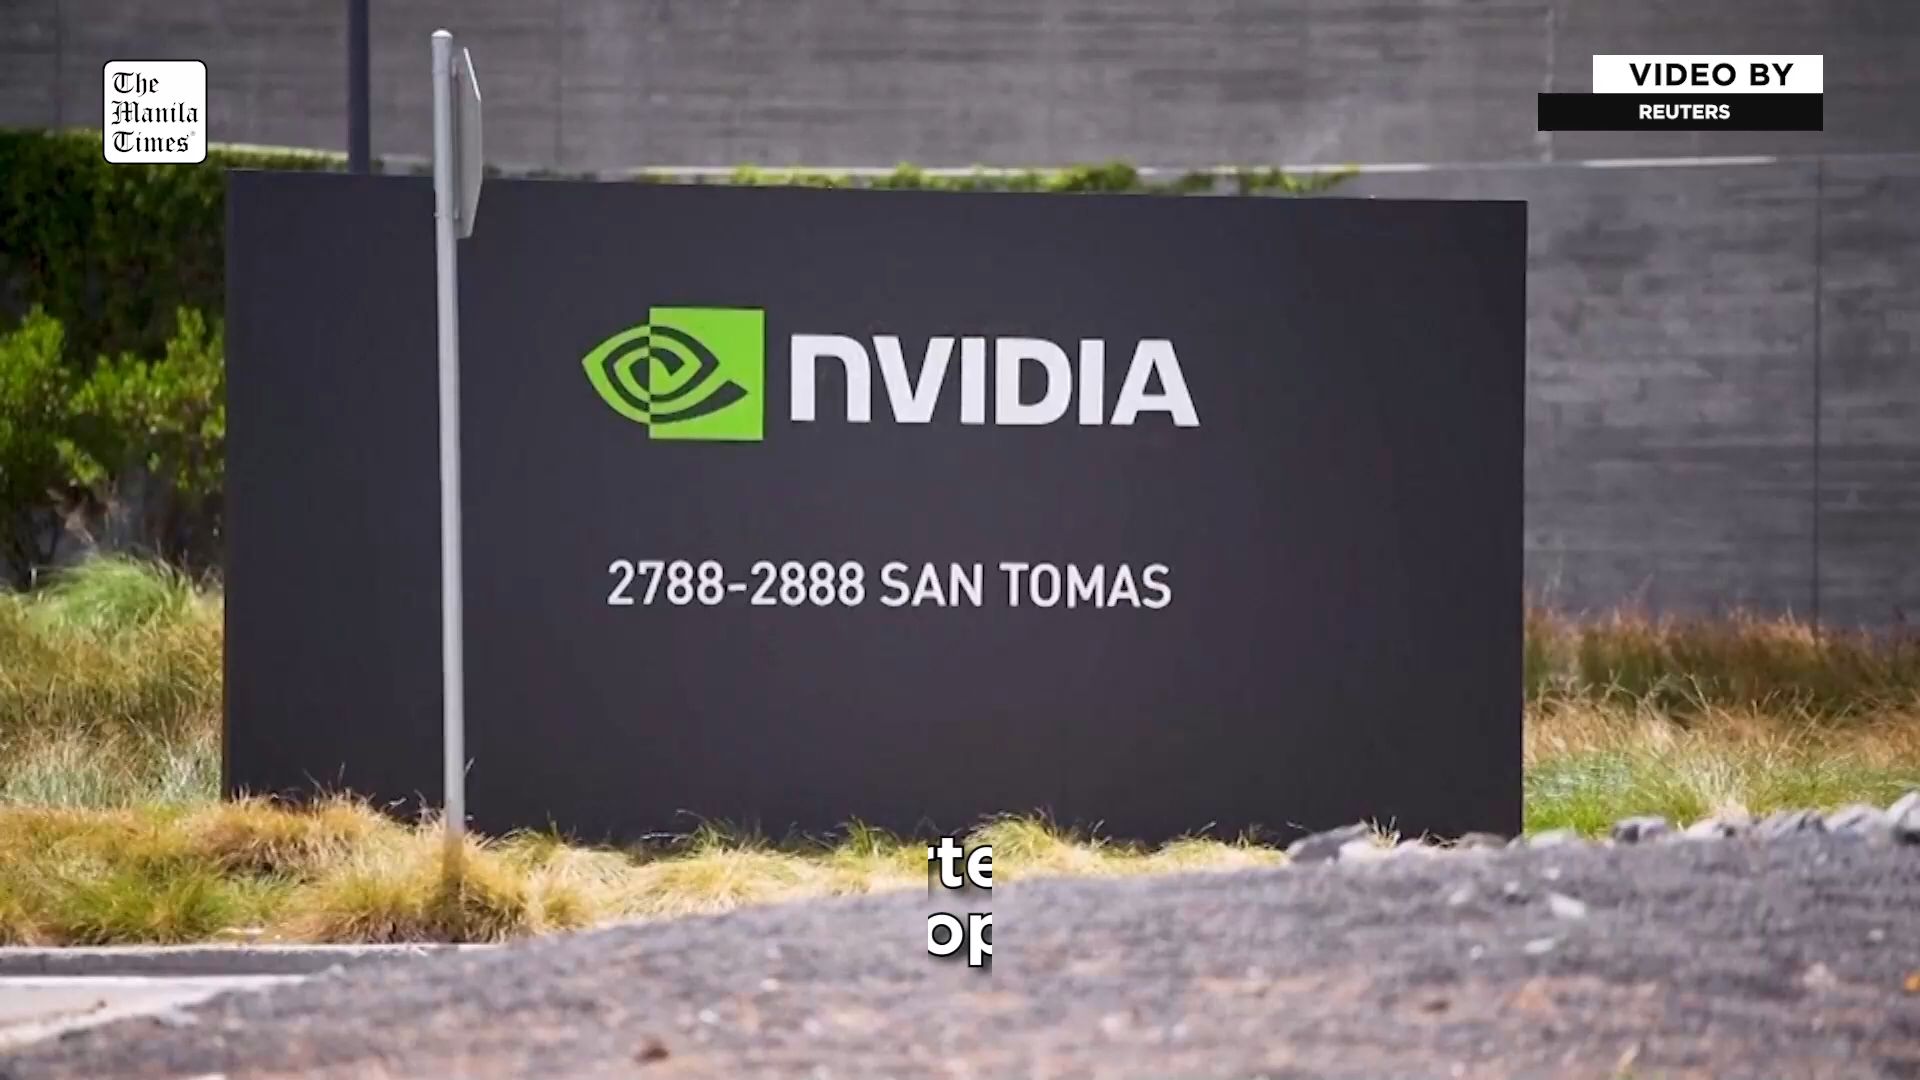 The
Manila
Times
VIDEO BY
REUTERS
NVIDIA
2788-2888 SAN TOMAS